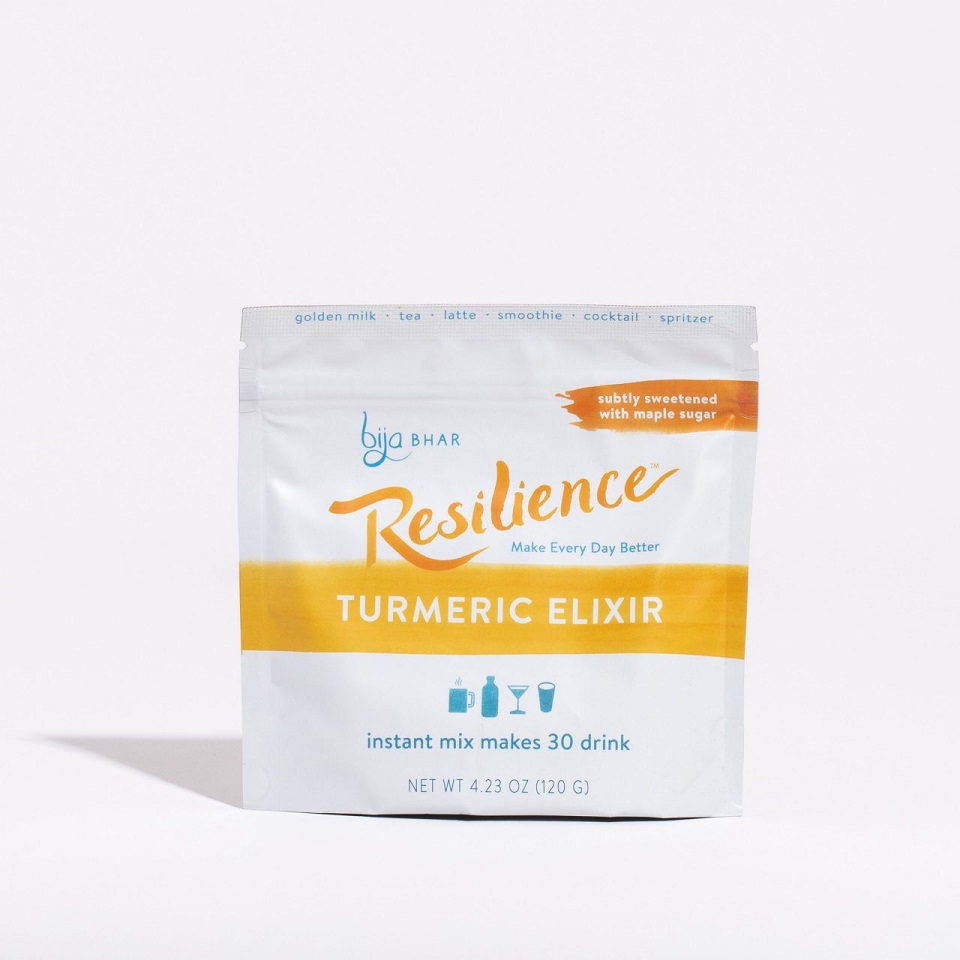 golden milk · tea · latte · smoothie · cocktail · spritzer
subtly sweetened
with maple sugar
bija BHAR
Resilience™
Make Every Day Better
TURMERIC ELIXIR
instant mix makes 30 drink
NET WT 4.23 OZ (120 G)